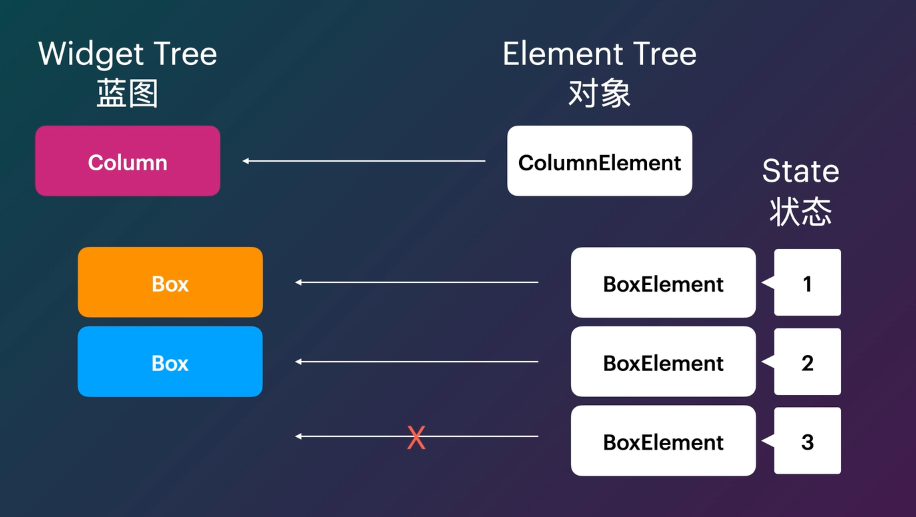 Widget Tree
蓝图
Element Tree
对象
Column
ColumnElement
State
状态
Box
BoxElement
1
Box
BoxElement
2
X
BoxElement
3